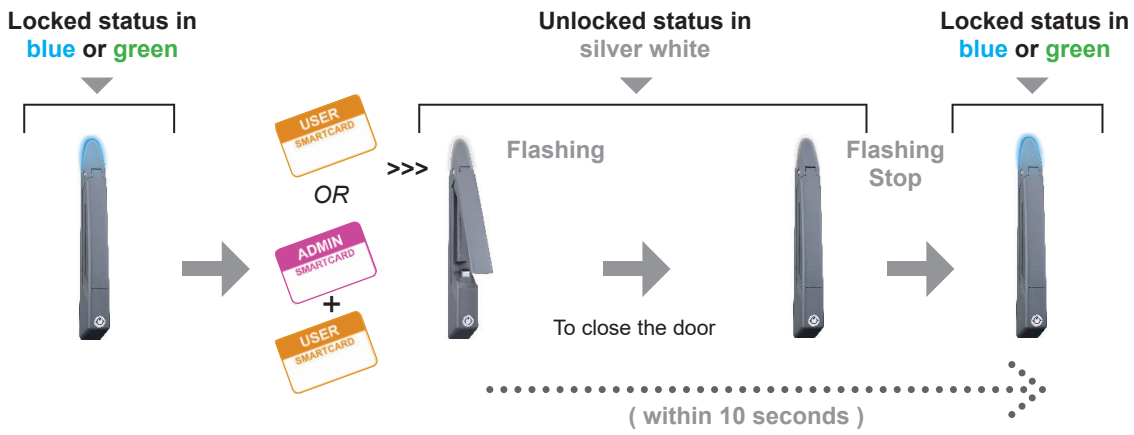 Locked status in
blue or green
Unlocked status in
silver white
Locked status in
blue or green
USER
SMARTCARD
OR
ADMIN
SMARTCARD
+
USER
SMARTCARD
>>>
Flashing
To close the door
Flashing
Stop
( within 10 seconds )